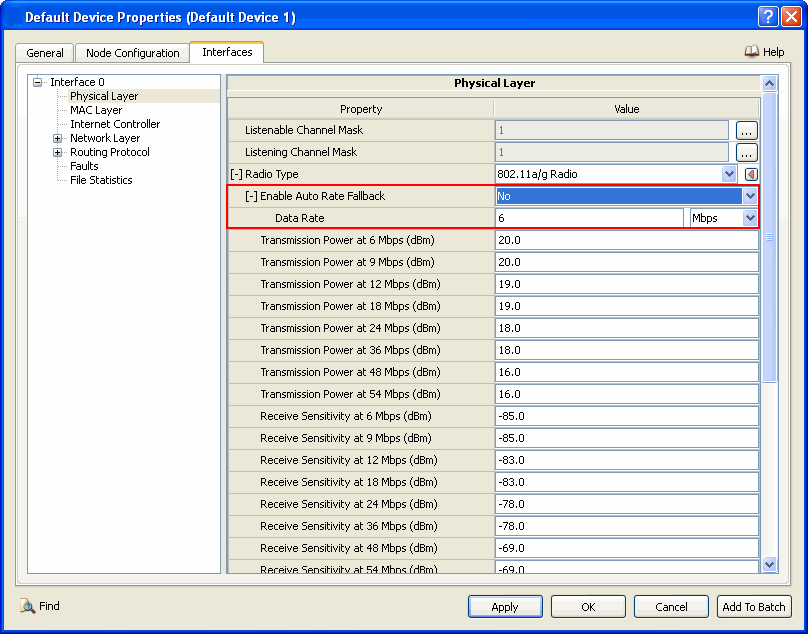 Default Device Properties (Default Device 1)
General Node Configuration Interfaces Help
Interface 0
Physical Layer
MAC Layer
Internet Controller
Network Layer
Routing Protocol
Faults
File Statistics
Physical Layer
Property Value
Listenable Channel Mask 1 ...
Listening Channel Mask 1 ...
[-] Radio Type 802.11a/g Radio
[-] Enable Auto Rate Fallback No
Data Rate 6 Mbps
Transmission Power at 6 Mbps (dBm) 20.0
Transmission Power at 9 Mbps (dBm) 20.0
Transmission Power at 12 Mbps (dBm) 19.0
Transmission Power at 18 Mbps (dBm) 19.0
Transmission Power at 24 Mbps (dBm) 18.0
Transmission Power at 36 Mbps (dBm) 18.0
Transmission Power at 48 Mbps (dBm) 16.0
Transmission Power at 54 Mbps (dBm) 16.0
Receive Sensitivity at 6 Mbps (dBm) -85.0
Receive Sensitivity at 9 Mbps (dBm) -85.0
Receive Sensitivity at 12 Mbps (dBm) -83.0
Receive Sensitivity at 18 Mbps (dBm) -83.0
Receive Sensitivity at 24 Mbps (dBm) -78.0
Receive Sensitivity at 36 Mbps (dBm) -78.0
Receive Sensitivity at 48 Mbps (dBm) -69.0
Receive Sensitivity at 54 Mbps (dBm) -69.0
Find Apply OK Cancel Add To Batch